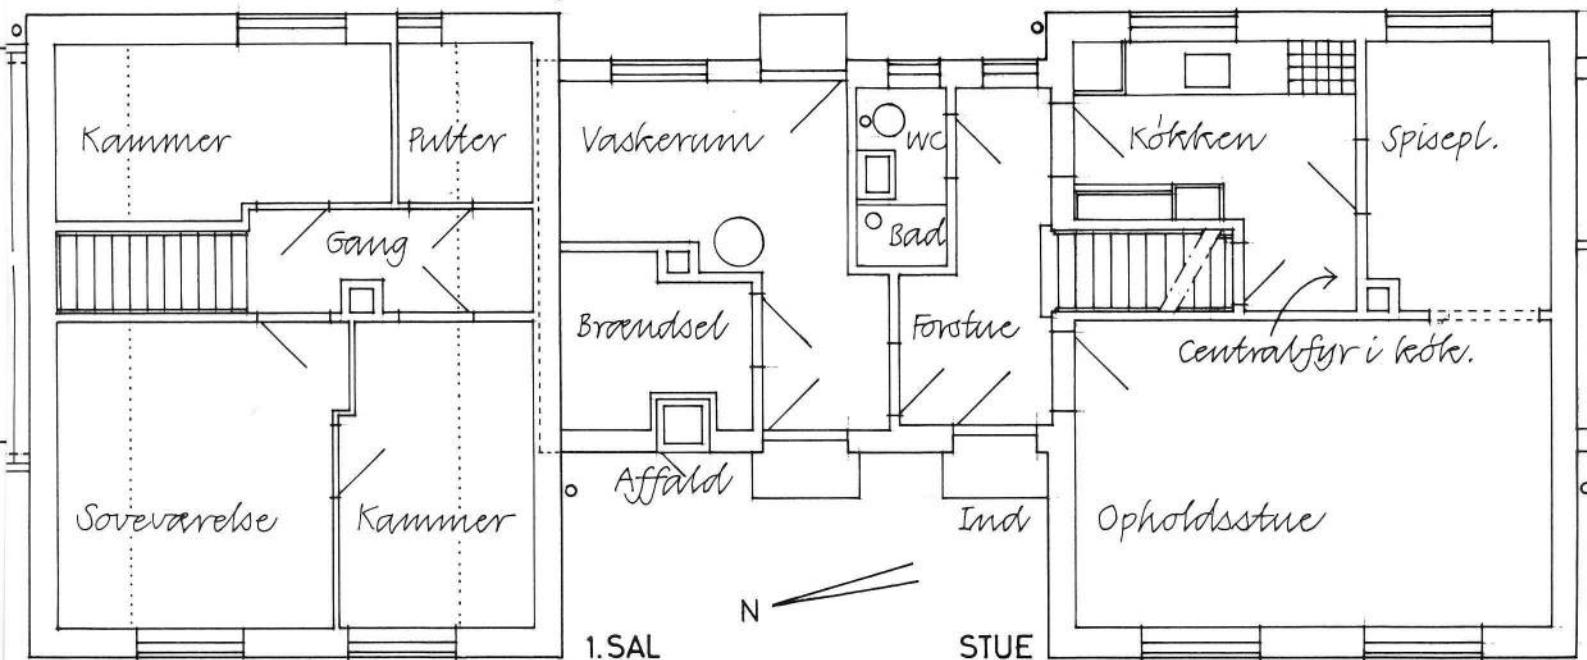 Kammer
Pulter
Vaskerum
WC
Køkken
Spisepl.
Gang
Bad
Brændsel
Forstue
Centralfyr i køk.
Affald
Soveværelse
Kammer
Ind
Opholdsstue
N
1. SAL
STUE